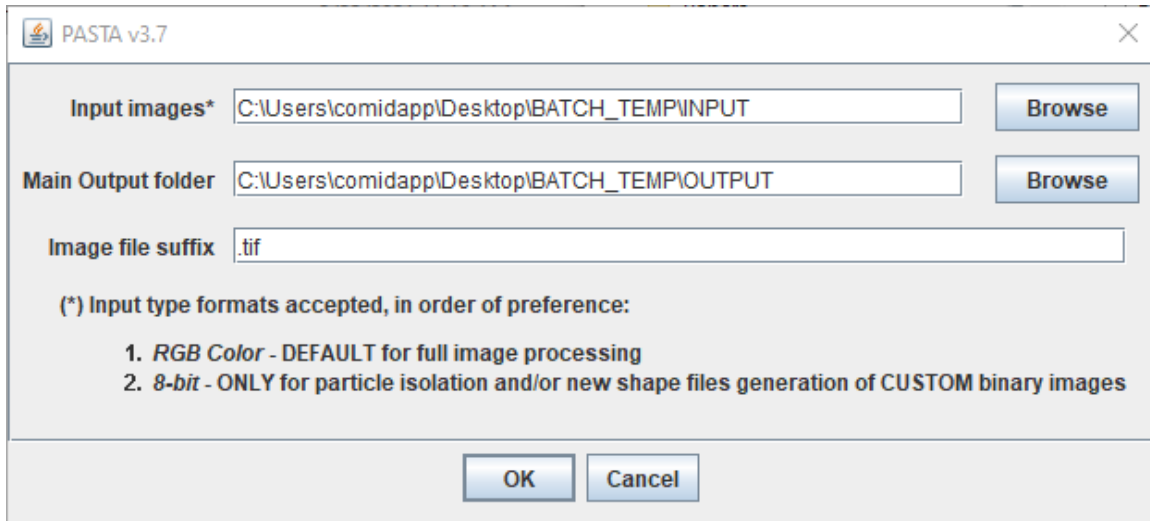 PASTA v3.7
Input images* C:\Users\comidapp\Desktop\BATCH_TEMP\INPUT Browse
Main Output folder C:\Users\comidapp\Desktop\BATCH_TEMP\OUTPUT Browse
Image file suffix .tif
(*) Input type formats accepted, in order of preference:
1. RGB Color - DEFAULT for full image processing
2. 8-bit - ONLY for particle isolation and/or new shape files generation of CUSTOM binary images
OK Cancel